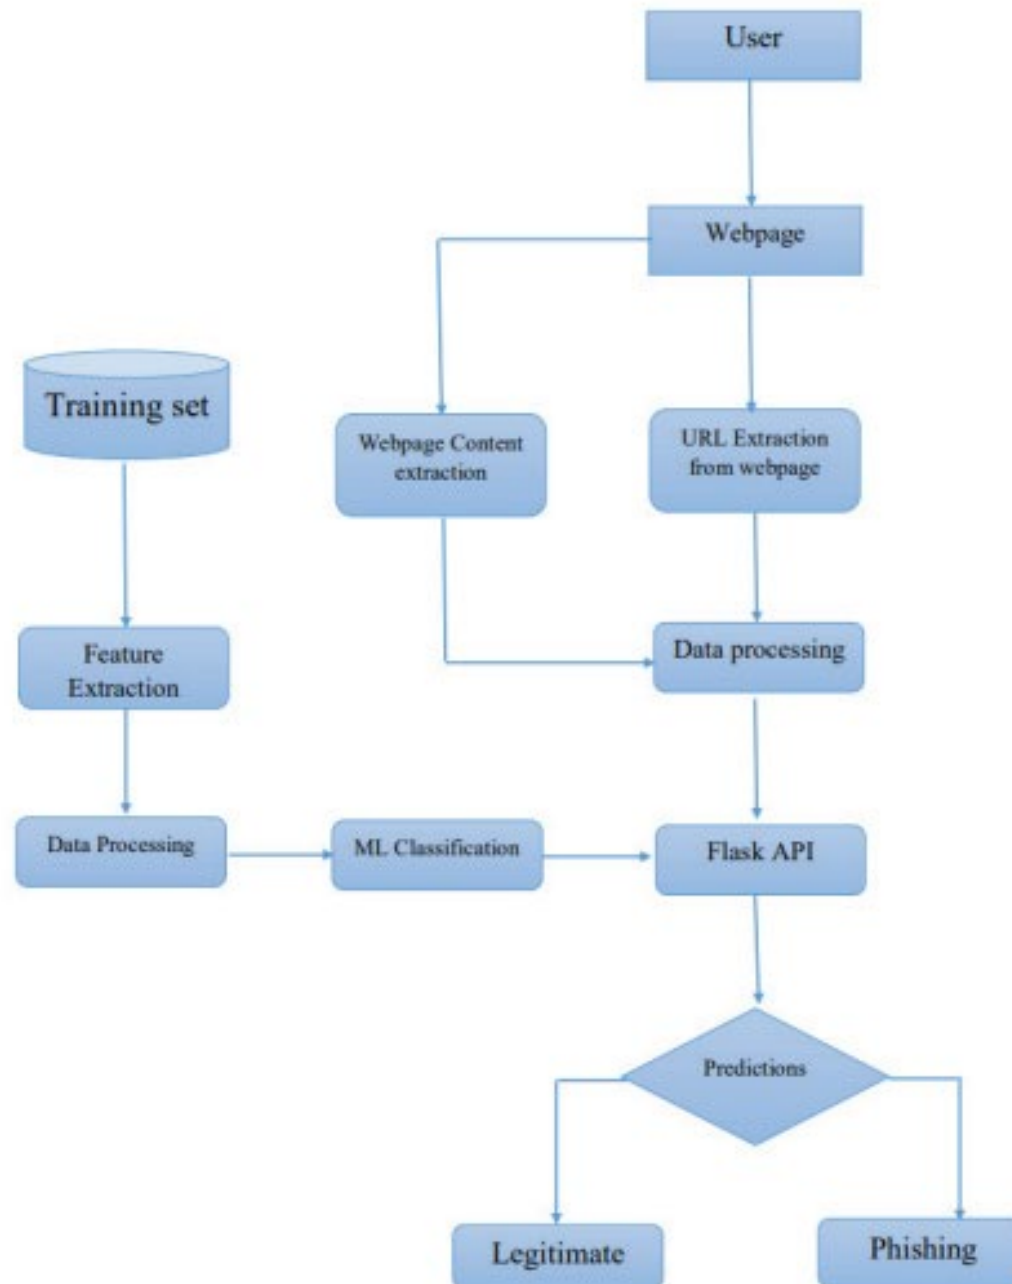 User
Webpage
Training set
Webpage Content
extraction
URL Extraction
from webpage
Feature
Extraction
Data processing
Data Processing
ML Classification
Flask API
Predictions
Legitimate
Phishing